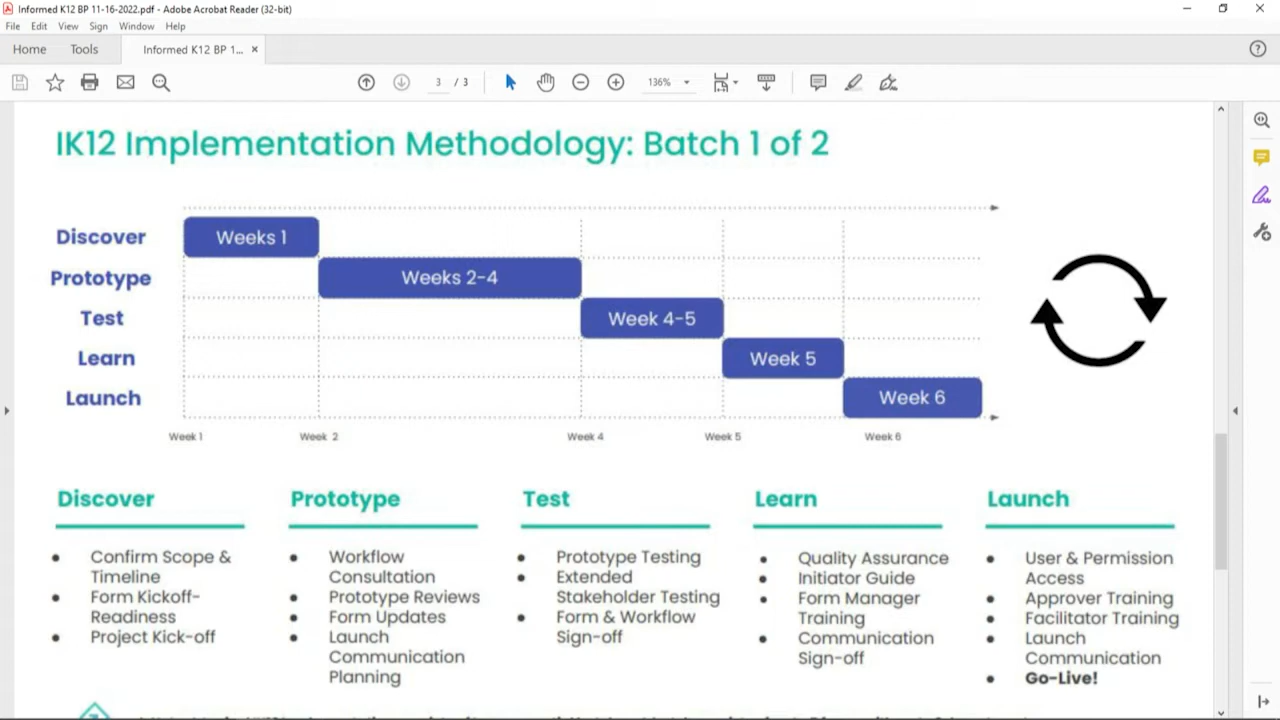 Informed K12 BP 11-16-2022.pdf - Adobe Acrobat Reader (32-bit)
File Edit View Sign Window Help
Home Tools Informed K12 BP 1... ×
3 / 3 136%
IK12 Implementation Methodology: Batch 1 of 2
Discover Weeks 1
Prototype Weeks 2-4
Test Week 4-5
Learn Week 5
Launch Week 6
Week 1 Week 2 Week 4 Week 5 Week 6
Discover
• Confirm Scope &
Timeline
• Form Kickoff-
Readiness
• Project Kick-off
Prototype
• Workflow
Consultation
• Prototype Reviews
• Form Updates
• Launch
Communication
Planning
Test
• Prototype Testing
• Extended
Stakeholder Testing
• Form & Workflow
Sign-off
Learn
• Quality Assurance
• Initiator Guide
• Form Manager
Training
• Communication
Sign-off
Launch
• User & Permission
Access
• Approver Training
• Facilitator Training
• Launch
Communication
• Go-Live!